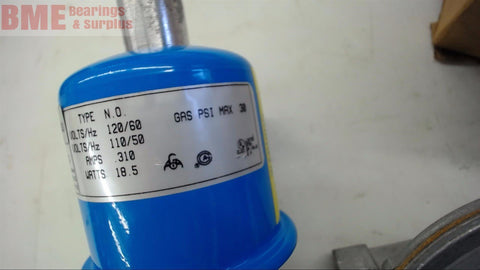 BME Bearings
& Surplus
TYPE N.O.
VOLTS/Hz 120/60
VOLTS/Hz 110/50
AMPS .310
WATTS 18.5
GAS PSI MAX 30